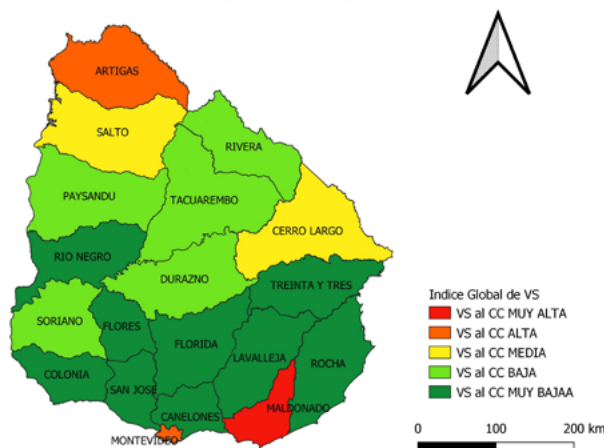 ARTIGAS
SALTO
RIVERA
PAYSANDU
TACUAREMBO
CERRO LARGO
RIO NEGRO
DURAZNO
TREINTA Y TRES
SORIANO
FLORES
FLORIDA
LAVALLEJA
ROCHA
COLONIA
SAN JOSE
CANELONES
MALDONADO
MONTEVIDEO
Indice Global de VS
VS al CC MUY ALTA
VS al CC ALTA
VS al CC MEDIA
VS al CC BAJA
VS al CC MUY BAJAA
0 100 200 km